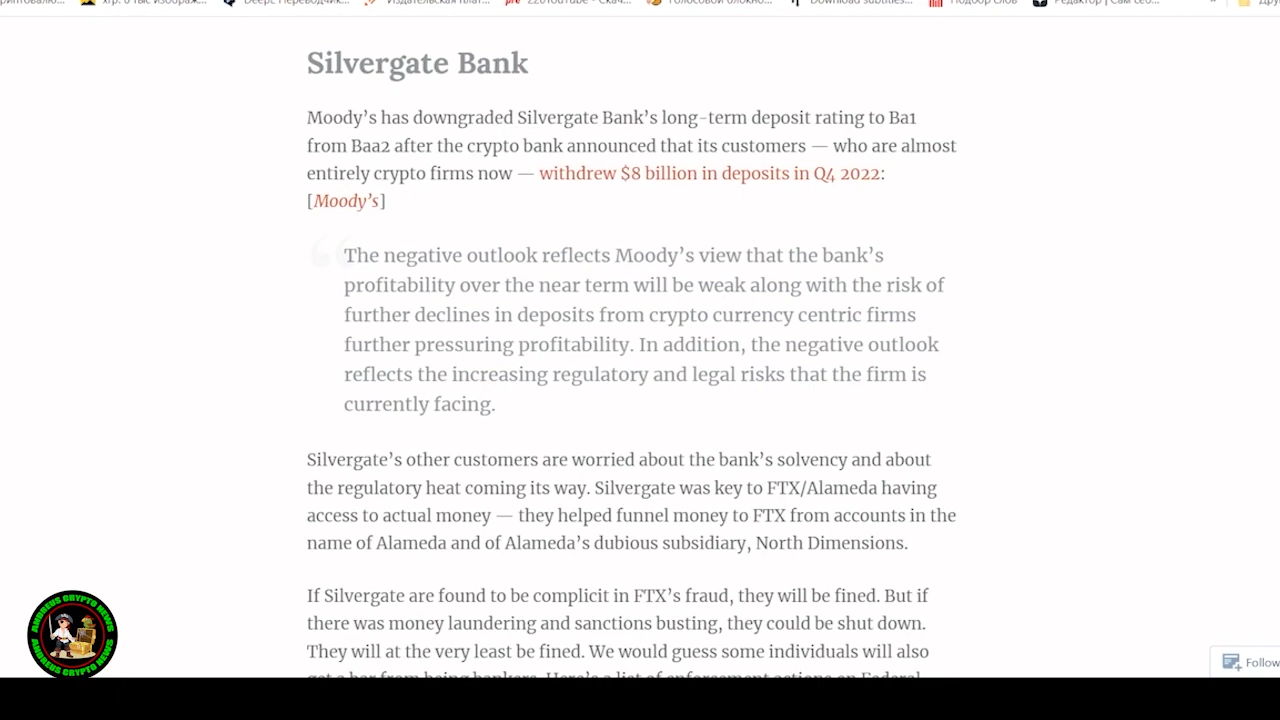 Silvergate Bank
Moody’s has downgraded Silvergate Bank’s long-term deposit rating to Ba1
from Baa2 after the crypto bank announced that its customers — who are almost
entirely crypto firms now — withdrew $8 billion in deposits in Q4 2022:
[Moody’s]
“
The negative outlook reflects Moody’s view that the bank’s
profitability over the near term will be weak along with the risk of
further declines in deposits from crypto currency centric firms
further pressuring profitability. In addition, the negative outlook
reflects the increasing regulatory and legal risks that the firm is
currently facing.
Silvergate’s other customers are worried about the bank’s solvency and about
the regulatory heat coming its way. Silvergate was key to FTX/Alameda having
access to actual money — they helped funnel money to FTX from accounts in the
name of Alameda and of Alameda’s dubious subsidiary, North Dimensions.
If Silvergate are found to be complicit in FTX’s fraud, they will be fined. But if
there was money laundering and sanctions busting, they could be shut down.
They will at the very least be fined. We would guess some individuals will also
ANDREUS CRYPTO NEWS
ANDREUS CRYPTO NEWS
Follow